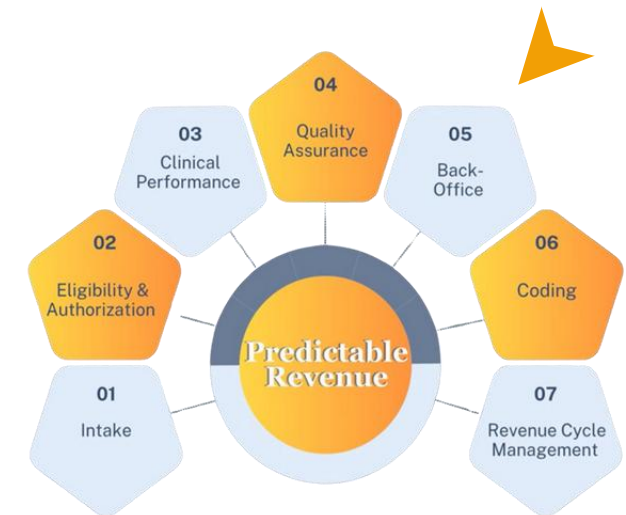 01
Intake
02
Eligibility &
Authorization
03
Clinical
Performance
04
Quality
Assurance
05
Back-
Office
06
Coding
07
Revenue Cycle
Management
Predictable
Revenue